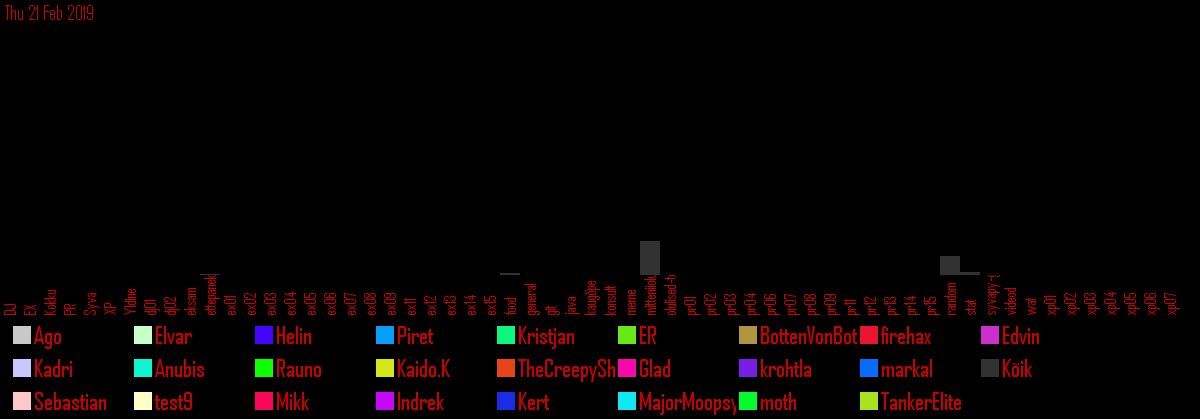 Thu 21 Feb 2019
DJ EX Kokku PR Syva XP Yldine dj01 dj02 eksam ettepanek ex01 ex02 ex03 ex04 ex05 ex06 ex07 ex08 ex09 ex11 ex12 ex13 ex14 ex15 food general git java konsult meme pr01 pr02 pr03 pr04 pr06 pr07 pr08 pr09 pr11 pr12 pr13 pr14 pr15 random stat videod wat xp01 xp02 xp03 xp04 xp05 xp06 xp07
Ago Elvar Helin Piret Kristjan ER BottenVonBot firehax Edvin
Kadri Anubis Rauno Kaido.K TheCreepySh Glad krohtla markal Kõik
Sebastian test9 Mikk Indrek Kert MajorMoopsy moth TankerElite